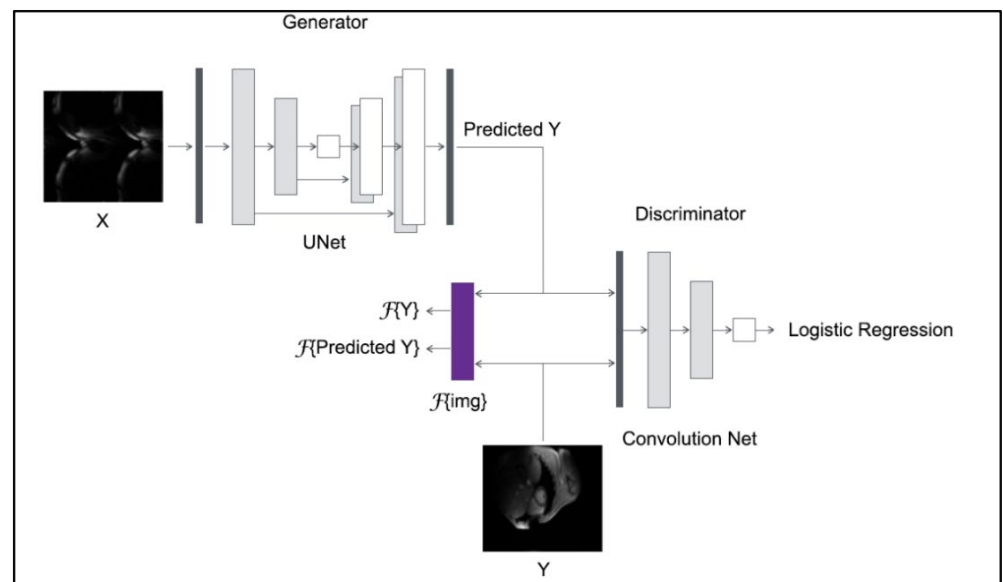 Generator
Predicted Y
X
UNet
Discriminator
ℱ{Y}
ℱ{Predicted Y}
Logistic Regression
ℱ{img}
Convolution Net
Y